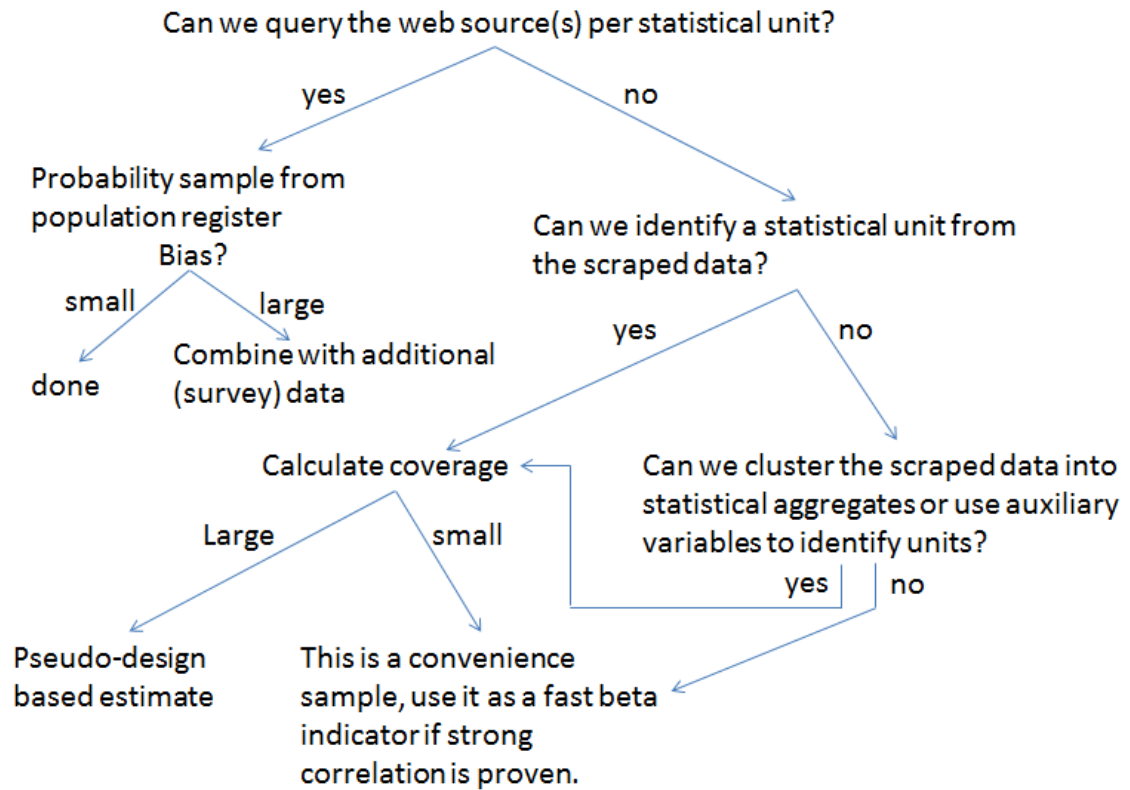 Can we query the web source(s) per statistical unit?
yes
no
Probability sample from
population register
Bias?
small
large
done
Combine with additional
(survey) data
Can we identify a statistical unit from
the scraped data?
yes
no
Calculate coverage
Large
small
Can we cluster the scraped data into
statistical aggregates or use auxiliary
variables to identify units?
yes
no
Pseudo-design
based estimate
This is a convenience
sample, use it as a fast beta
indicator if strong
correlation is proven.